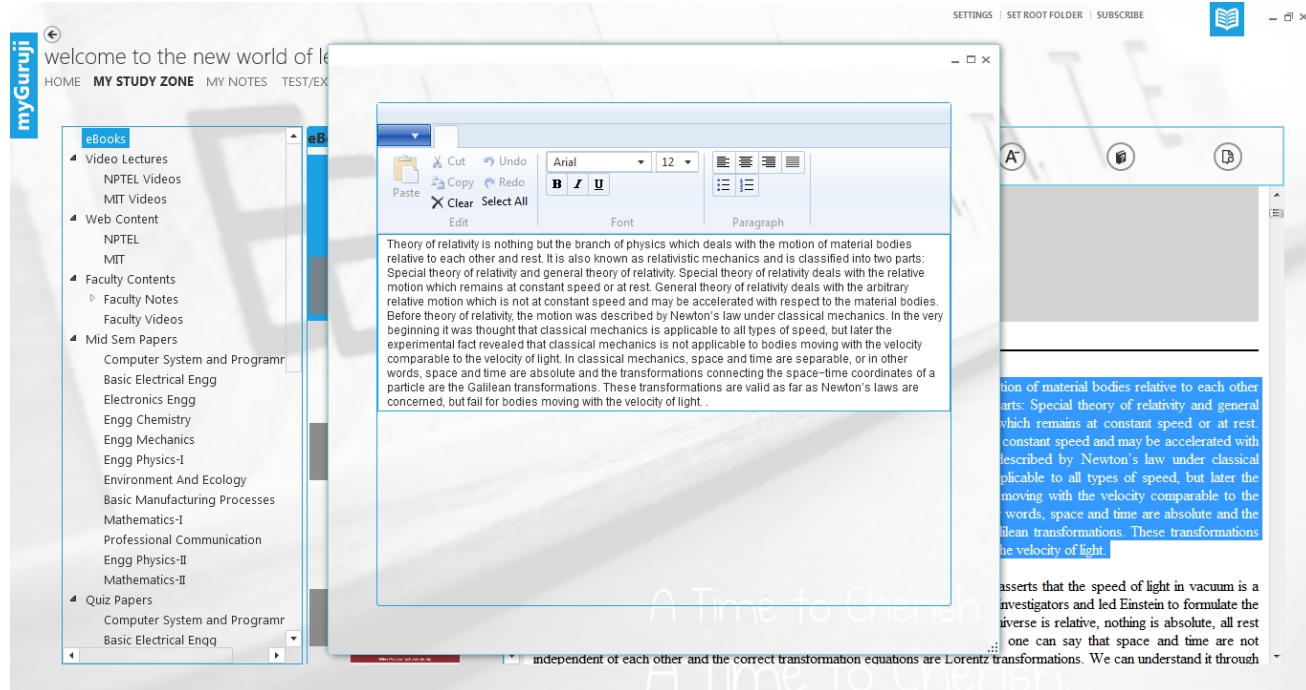 SETTINGS | SET ROOT FOLDER | SUBSCRIBE
myGuruji
welcome to the new world of le
HOME MY STUDY ZONE MY NOTES TEST/EX
eBooks
Video Lectures
NPTEL Videos
MIT Videos
Web Content
NPTEL
MIT
Faculty Contents
Faculty Notes
Faculty Videos
Mid Sem Papers
Computer System and Programr
Basic Electrical Engg
Electronics Engg
Engg Chemistry
Engg Mechanics
Engg Physics-I
Environment And Ecology
Basic Manufacturing Processes
Mathematics-I
Professional Communication
Engg Physics-II
Mathematics-II
Quiz Papers
Computer System and Programr
Basic Electrical Engg
eB
Paste
Cut
Copy
Clear
Undo
Redo
Select All
Edit
Arial
12
B I U
Font
Paragraph
Theory of relativity is nothing but the branch of physics which deals with the motion of material bodies
relative to each other and rest. It is also known as relativistic mechanics and is classified into two parts:
Special theory of relativity and general theory of relativity. Special theory of relativity deals with the relative
motion which remains at constant speed or at rest. General theory of relativity deals with the arbitrary
relative motion which is not at constant speed and may be accelerated with respect to the material bodies.
Before theory of relativity, the motion was described by Newton's law under classical mechanics. In the very
beginning it was thought that classical mechanics is applicable to all types of speed, but later the
experimental fact revealed that classical mechanics is not applicable to bodies moving with the velocity
comparable to the velocity of light. In classical mechanics, space and time are separable, or in other
words, space and time are absolute and the transformations connecting the space−time coordinates of a
particle are the Galilean transformations. These transformations are valid as far as Newton's laws are
concerned, but fail for bodies moving with the velocity of light. .
A Time to Cherish.
A-
tion of material bodies relative to each other
arts: Special theory of relativity and general
which remains at constant speed or at rest.
constant speed and may be accelerated with
described by Newton's law under classical
plicable to all types of speed, but later the
moving with the velocity comparable to the
words, space and time are absolute and the
lilean transformations. These transformations
he velocity of light.
asserts that the speed of light in vacuum is a
nvestigators and led Einstein to formulate the
iverse is relative, nothing is absolute, all rest
one can say that space and time are not
independent of each other and the correct transformation equations are Lorentz transformations. We can understand it through
A Time to Cherish